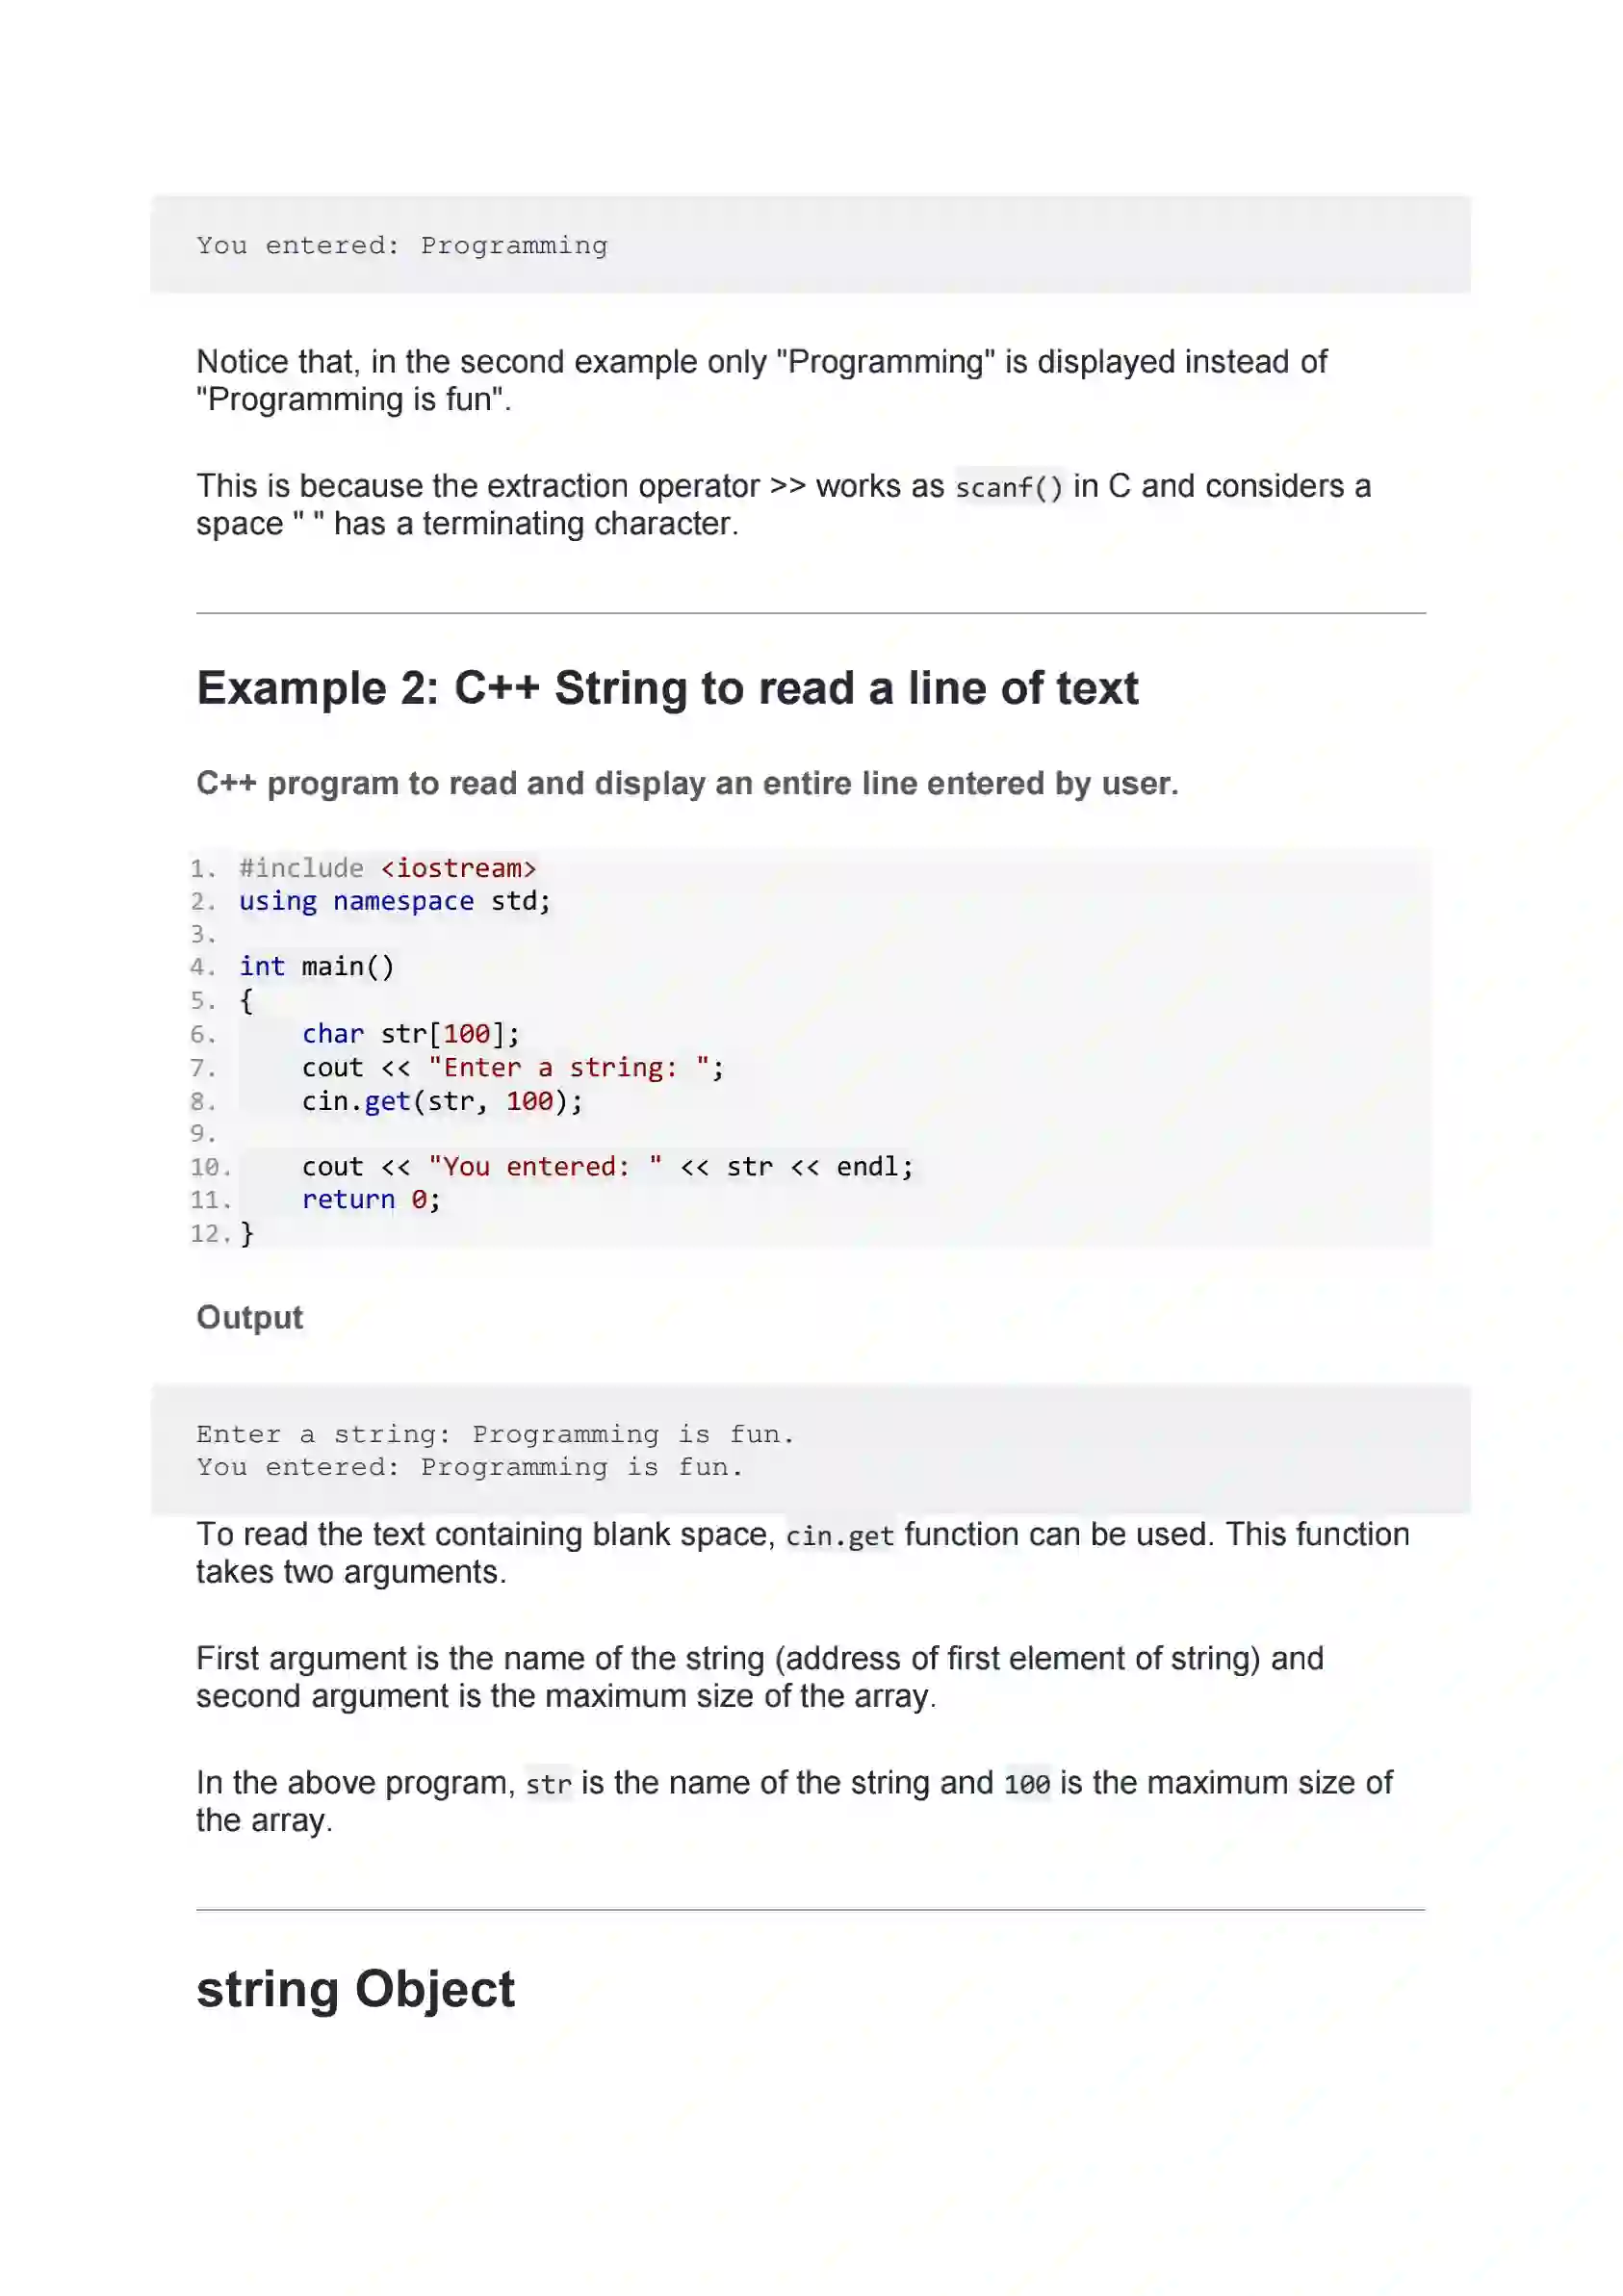 You entered: Programming
Notice that, in the second example only "Programming" is displayed instead of
"Programming is fun".
This is because the extraction operator >> works as scanf() in C and considers a
space " " has a terminating character.
Example 2: C++ String to read a line of text
C++ program to read and display an entire line entered by user.
1. #include <iostream>
2. using namespace std;
3.
4. int main()
5. {
6.     char str[100];
7.     cout << "Enter a string: ";
8.     cin.get(str, 100);
9.
10.     cout << "You entered: " << str << endl;
11.     return 0;
12. }
Output
Enter a string: Programming is fun.
You entered: Programming is fun.
To read the text containing blank space, cin.get function can be used. This function
takes two arguments.
First argument is the name of the string (address of first element of string) and
second argument is the maximum size of the array.
In the above program, str is the name of the string and 100 is the maximum size of
the array.
string Object